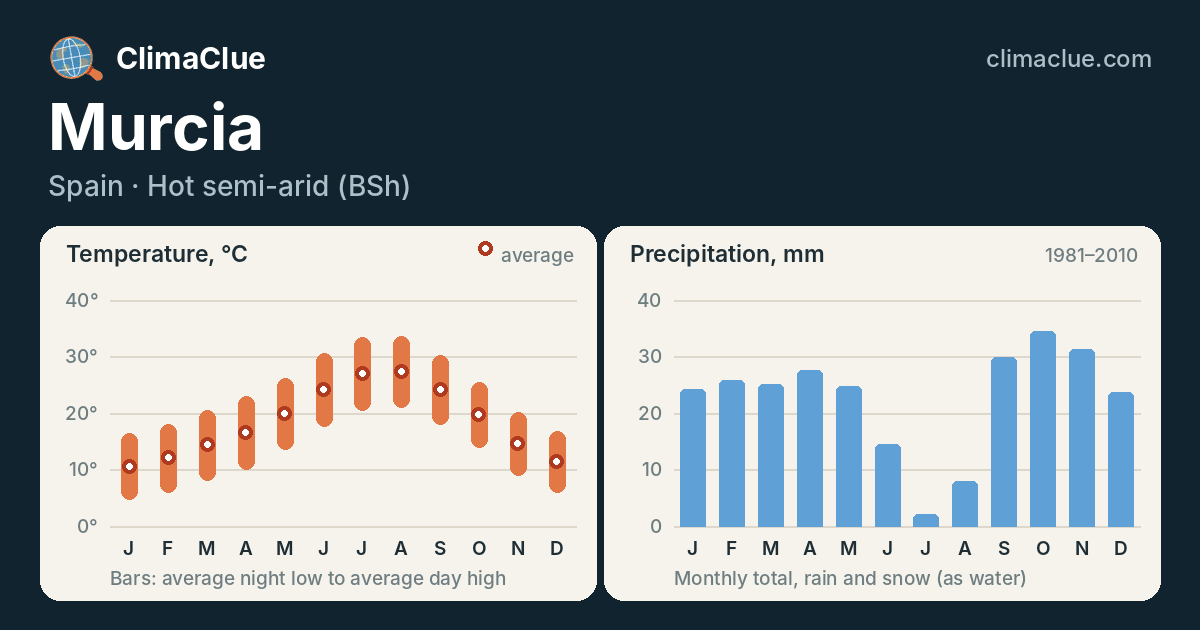 ClimaClue
climaclue.com
Murcia
Spain · Hot semi-arid (BSh)
Temperature, °C
average
40°
30°
20°
10°
0°
J F M A M J J A S O N D
Bars: average night low to average day high
Precipitation, mm
1981–2010
40
30
20
10
0
J F M A M J J A S O N D
Monthly total, rain and snow (as water)